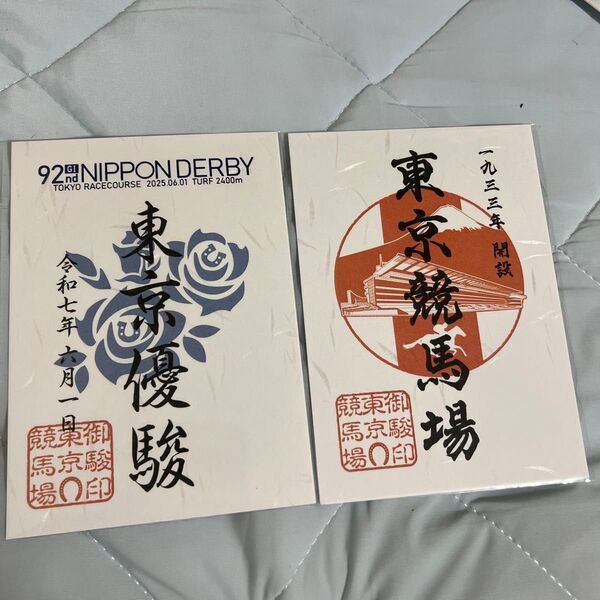 92nd GI NIPPON DERBY
TOKYO RACECOURSE 2025.06.01 TURF 2400m
東京優駿
令和七年 六月一日
御駿印
東京
競馬場
一九三三年 開設
東京競馬場
御駿印
東京
競馬場